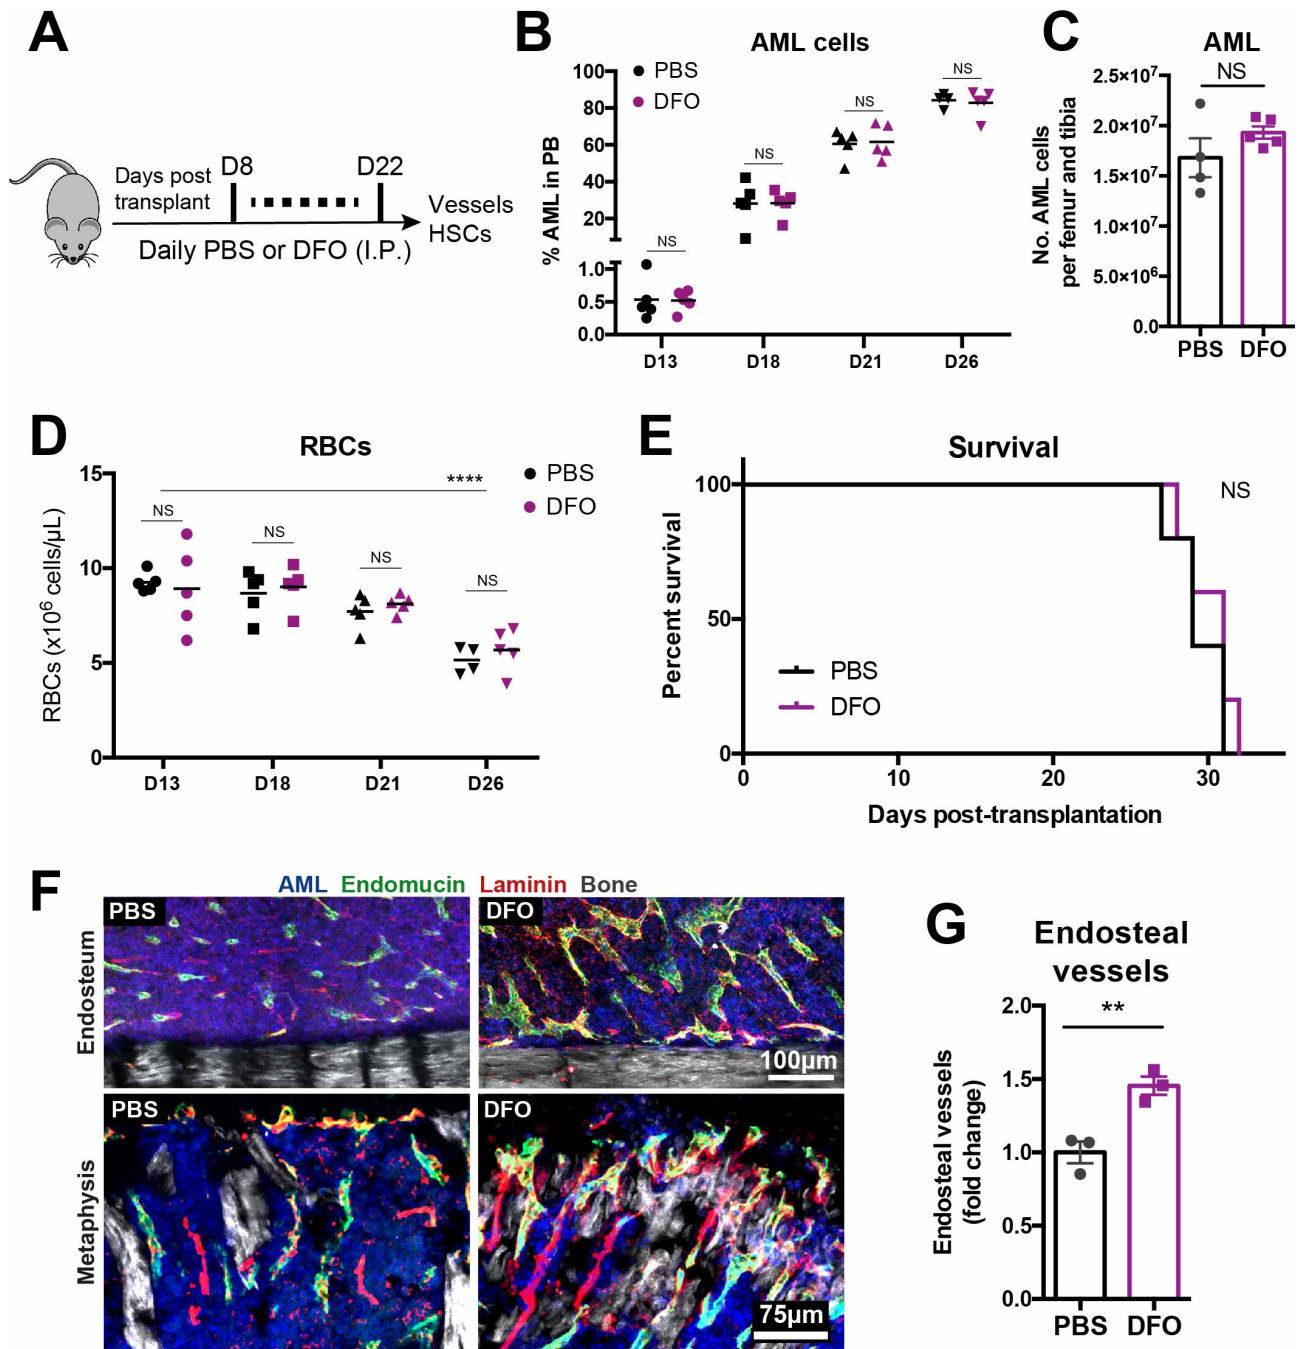 A
Days post
transplant
D8
D22
Daily PBS or DFO (I.P.)
Vessels
HSCs
B
AML cells
PBS
DFO
% AML in PB
100
80
60
40
20
1.0
0.5
0.0
NS
NS
NS
NS
D13
D18
D21
D26
C
AML
NS
No. AML cells
per femur and tibia
2.5×10⁷
2.0×10⁷
1.5×10⁷
1.0×10⁷
5.0×10⁶
0.0
PBS
DFO
D
RBCs
PBS
DFO
RBCs (x10⁶ cells/µL)
15
10
5
0
****
NS
NS
NS
NS
D13
D18
D21
D26
E
Survival
NS
Percent survival
100
50
0
PBS
DFO
0
10
20
30
Days post-transplantation
F
AML Endomucin Laminin Bone
Endosteum
PBS
DFO
100µm
Metaphysis
PBS
DFO
75µm
G
Endosteal
vessels
**
Endosteal vessels
(fold change)
2.0
1.5
1.0
0.5
0.0
PBS
DFO